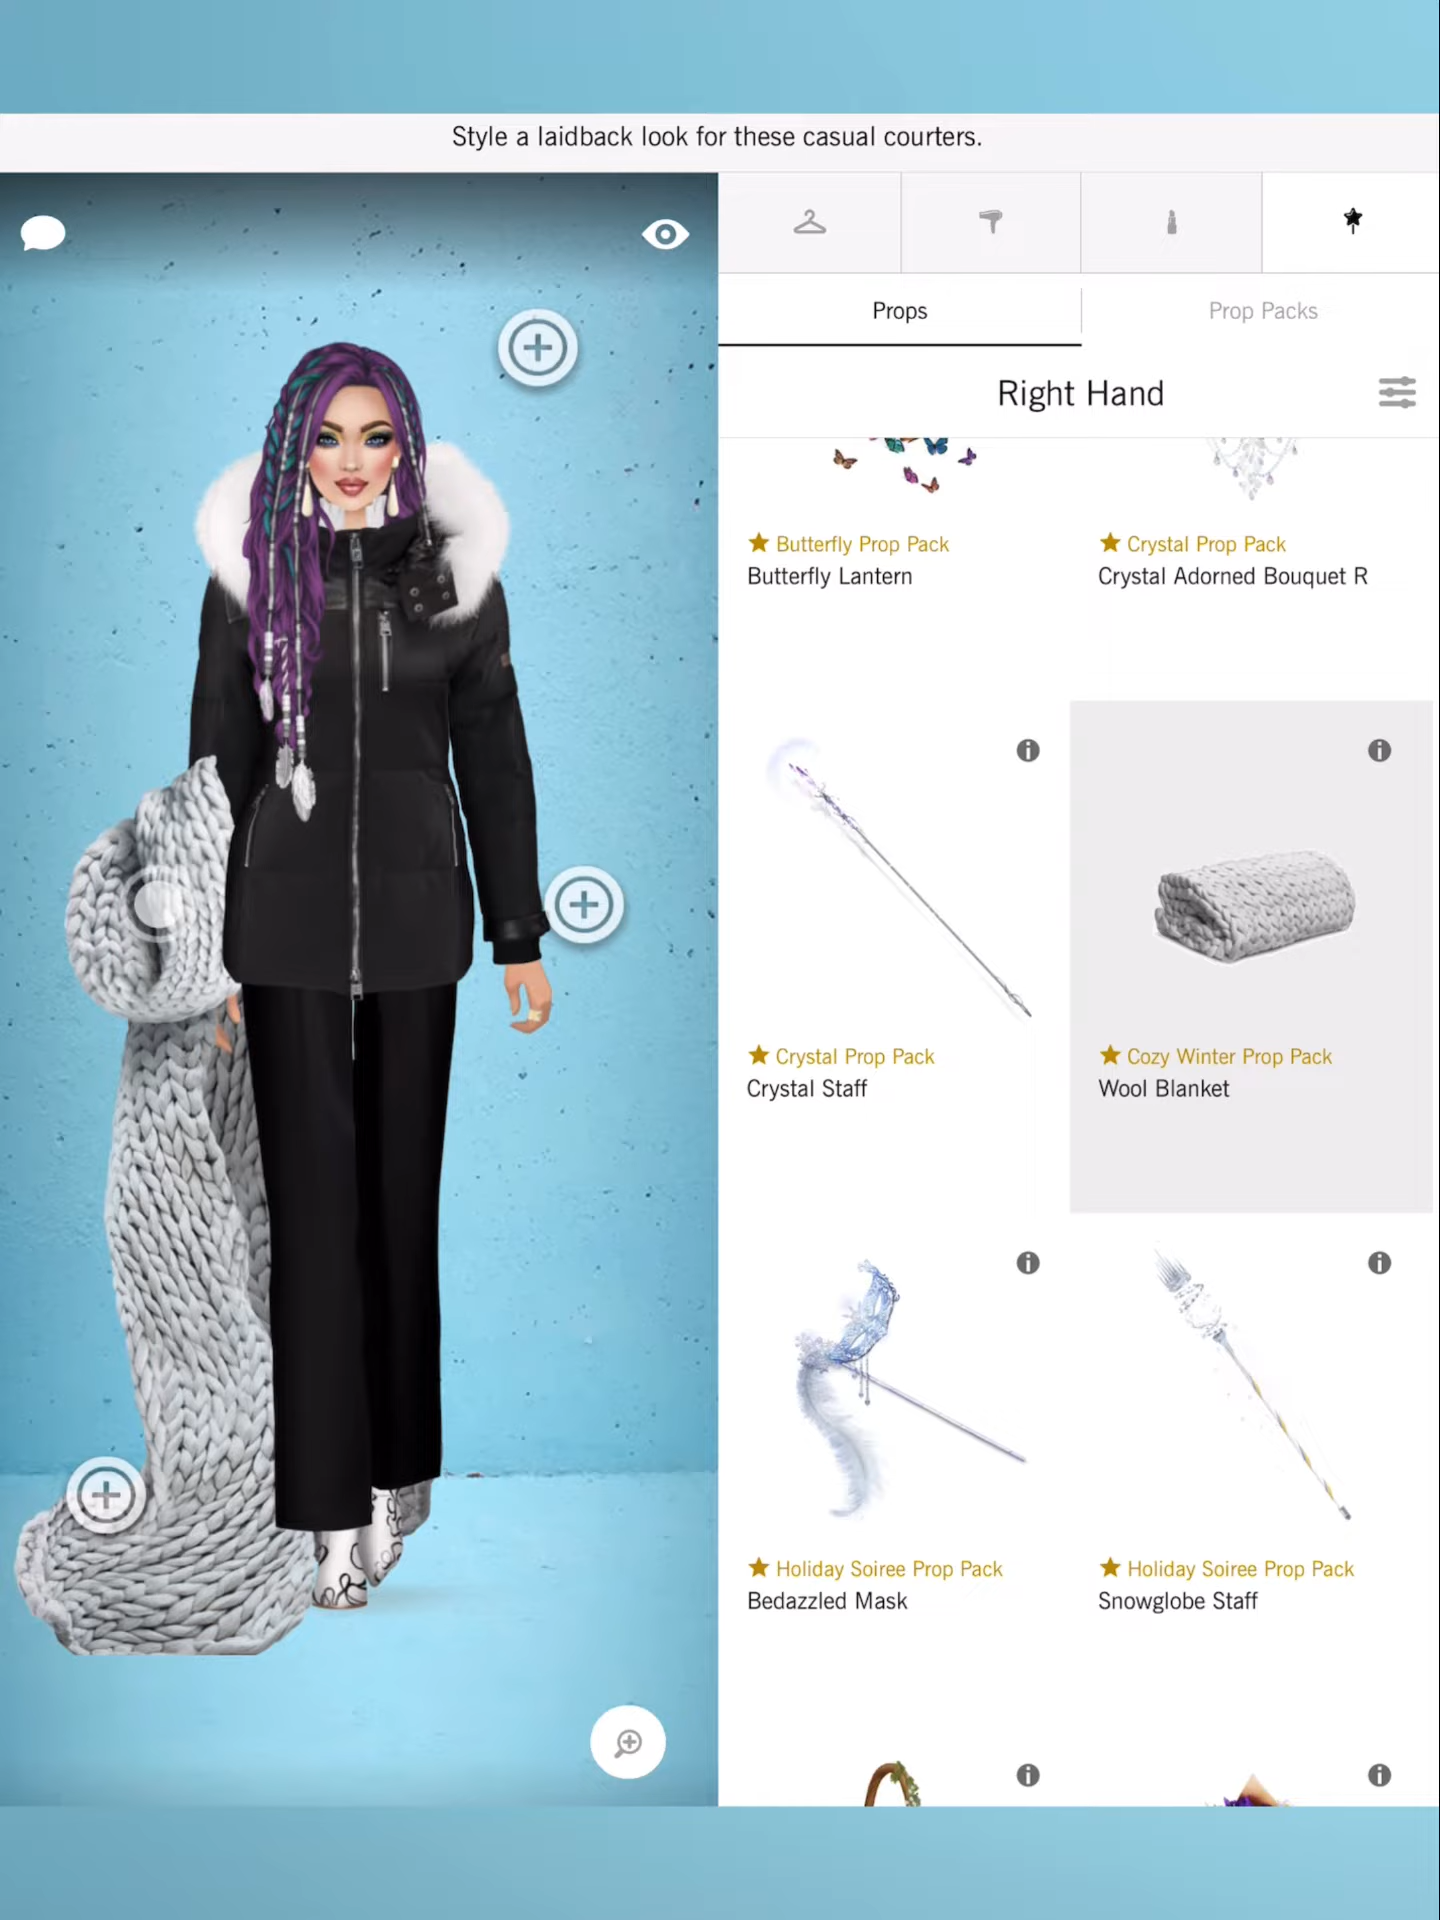 Style a laidback look for these casual courters.
Props
Prop Packs
Right Hand
Butterfly Prop Pack
Butterfly Lantern
Crystal Prop Pack
Crystal Adorned Bouquet R
Crystal Prop Pack
Crystal Staff
Cozy Winter Prop Pack
Wool Blanket
Holiday Soiree Prop Pack
Bedazzled Mask
Holiday Soiree Prop Pack
Snowglobe Staff